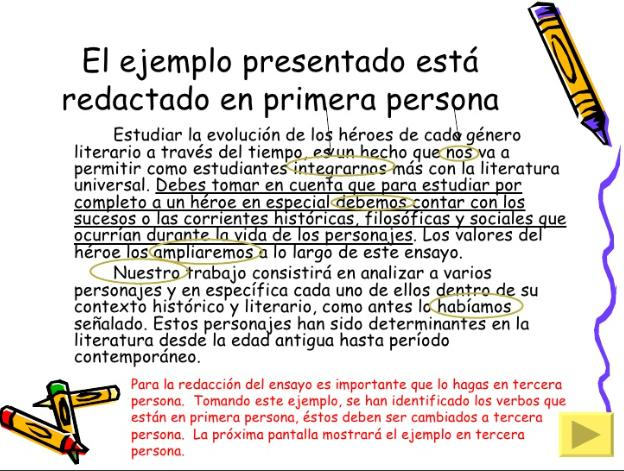 El ejemplo presentado está
redactado en primera persona
Estudiar la evolución de los héroes de cada género
literario a través del tiempo, es un hecho que nos va a
permitir como estudiantes integrarnos más con la literatura
universal. Debes tomar en cuenta que para estudiar por
completo a un héroe en especial debemos contar con los
sucesos o las corrientes históricas, filosóficas y sociales que
ocurrían durante la vida de los personajes. Los valores del
héroe los ampliaremos a lo largo de este ensayo.
Nuestro trabajo consistirá en analizar a varios
personajes y en específica cada uno de ellos dentro de su
contexto histórico y literario, como antes lo habíamos
señalado. Estos personajes han sido determinantes en la
literatura desde la edad antigua hasta período
contemporáneo.
Para la redacción del ensayo es importante que lo hagas en tercera
persona. Tomando este ejemplo, se han identificado los verbos que
están en primera persona, éstos deben ser cambiados a tercera
persona. La próxima pantalla mostrará el ejemplo en tercera
persona.